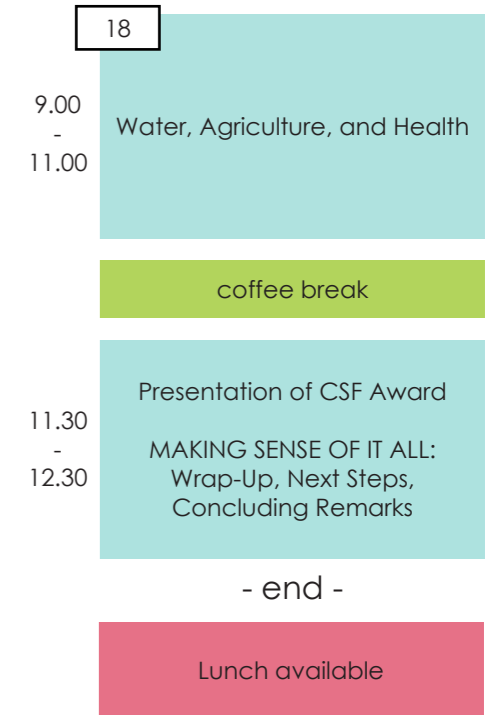 18
9.00
-
11.00
Water, Agriculture, and Health
coffee break
11.30
-
12.30
Presentation of CSF Award
MAKING SENSE OF IT ALL:
Wrap-Up, Next Steps,
Concluding Remarks
- end -
Lunch available